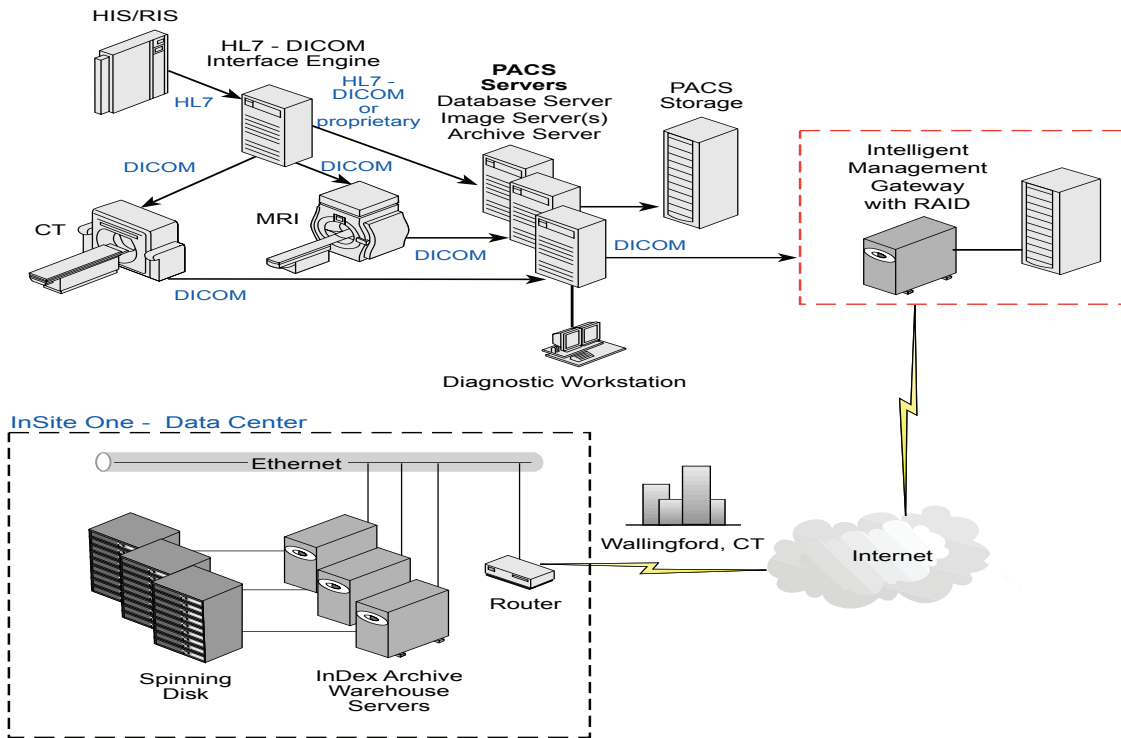 HIS/RIS
HL7 - DICOM
Interface Engine
HL7
HL7 -
DICOM
or
proprietary
PACS
Servers
Database Server
Image Server(s)
Archive Server
PACS
Storage
Intelligent
Management
Gateway
with RAID
DICOM
DICOM
CT
MRI
DICOM
DICOM
DICOM
Diagnostic Workstation
InSite One - Data Center
Ethernet
Wallingford, CT
Internet
Router
Spinning
Disk
InDex Archive
Warehouse
Servers